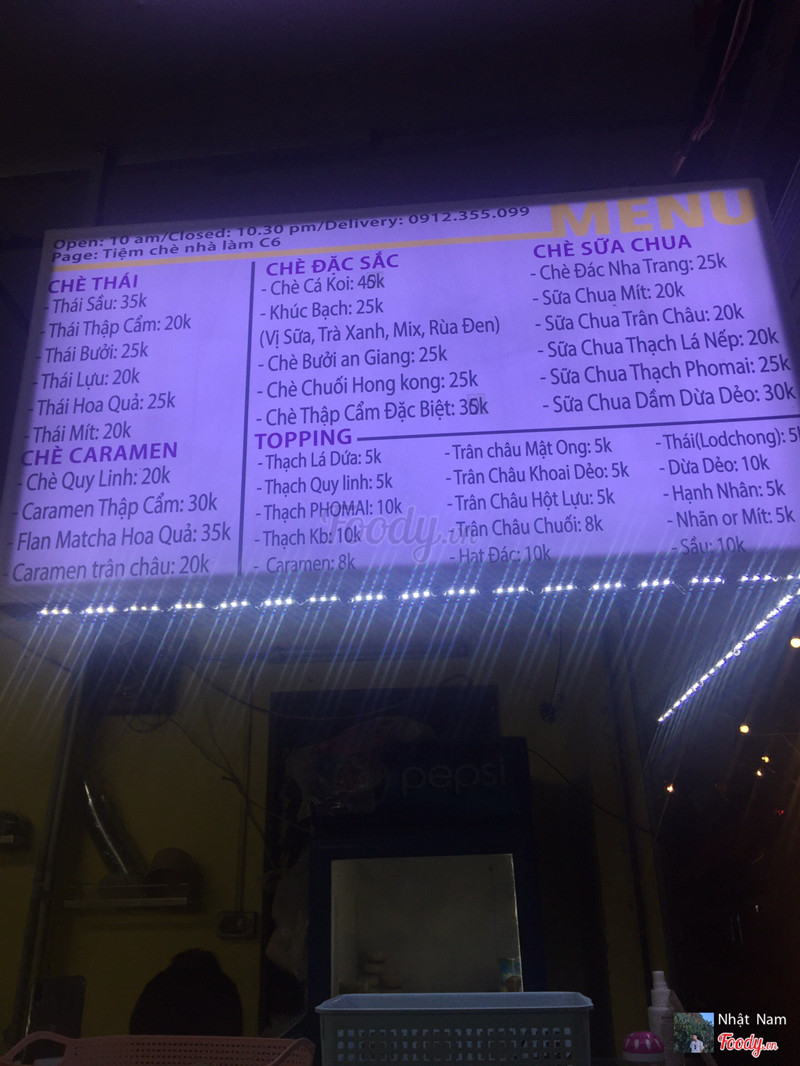 Open: 10 am/Closed: 10.30 pm/Delivery: 0912.355.099
Page: Tiệm chè nhà làm C6
MENU
CHÈ THÁI
- Thái Sầu: 35k
- Thái Thập Cẩm: 20k
- Thái Bưởi: 25k
- Thái Lựu: 20k
- Thái Hoa Quả: 25k
- Thái Mít: 20k
CHÈ CARAMEN
- Chè Quy Linh: 20k
- Caramen Thập Cẩm: 30k
- Flan Matcha Hoa Quả: 35k
- Caramen trân châu: 20k
CHÈ ĐẶC SẮC
- Chè Cá Koi: 45k
- Khúc Bạch: 25k
(Vị Sữa, Trà Xanh, Mix, Rùa Đen)
- Chè Bưởi an Giang: 25k
- Chè Chuối Hong kong: 25k
- Chè Thập Cẩm Đặc Biệt: 35k
CHÈ SỮA CHUA
- Chè Đác Nha Trang: 25k
- Sữa Chua Mít: 20k
- Sữa Chua Trân Châu: 20k
- Sữa Chua Thạch Lá Nếp: 20k
- Sữa Chua Thạch Phomai: 25k
- Sữa Chua Dầm Dừa Dẻo: 30k
TOPPING
- Thạch Lá Dứa: 5k
- Thạch Quy linh: 5k
- Thạch PHOMAI: 10k
- Thạch Kb: 10k
- Caramen: 8k
- Trân châu Mật Ong: 5k
- Trân Châu Khoai Dẻo: 5k
- Trân Châu Hột Lựu: 5k
- Trân Châu Chuối: 8k
- Hạt Đác: 10k
- Thái(Lodchong): 5k
- Dừa Dẻo: 10k
- Hạnh Nhân: 5k
- Nhãn or Mít: 5k
- Sầu: 10k
Foody.vn
pepsi
Nhật Nam
Foody.vn